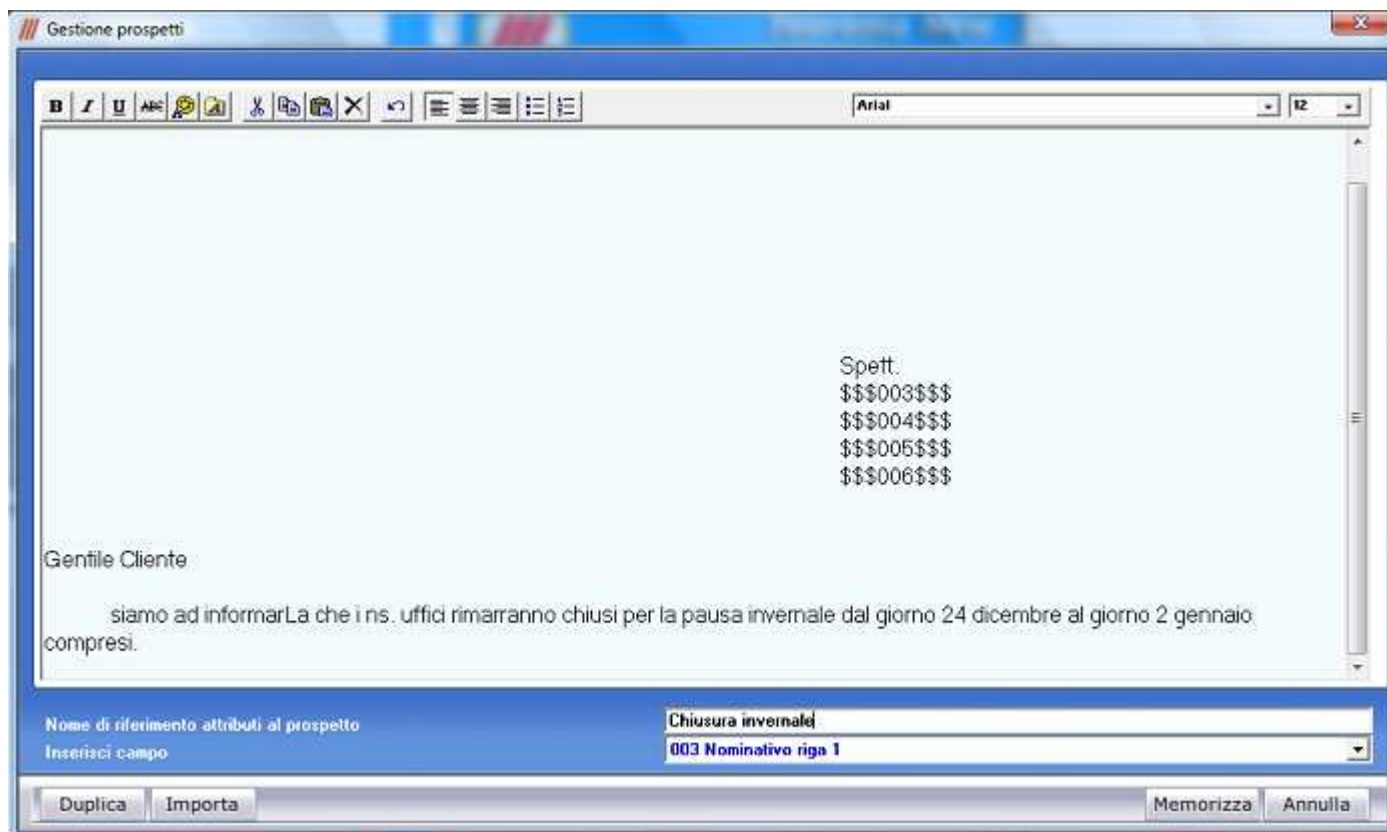 Gestione prospetti
B I U ABC
Arial 12
Spett.
$$$003$$$
$$$004$$$
$$$005$$$
$$$006$$$
Gentile Cliente
siamo ad informarLa che i ns. uffici rimarranno chiusi per la pausa invernale dal giorno 24 dicembre al giorno 2 gennaio
compresi.
Nome di riferimento attributi al prospetto Chiusura invernale
Inserisci campo 003 Nominativo riga 1
Duplica Importa Memorizza Annulla